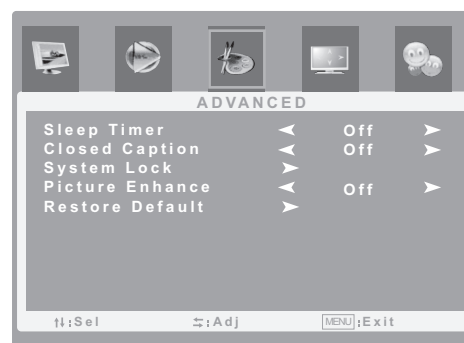 ADVANCED
Sleep Timer Off
Closed Caption Off
System Lock
Picture Enhance Off
Restore Default
:Sel :Adj MENU :Exit